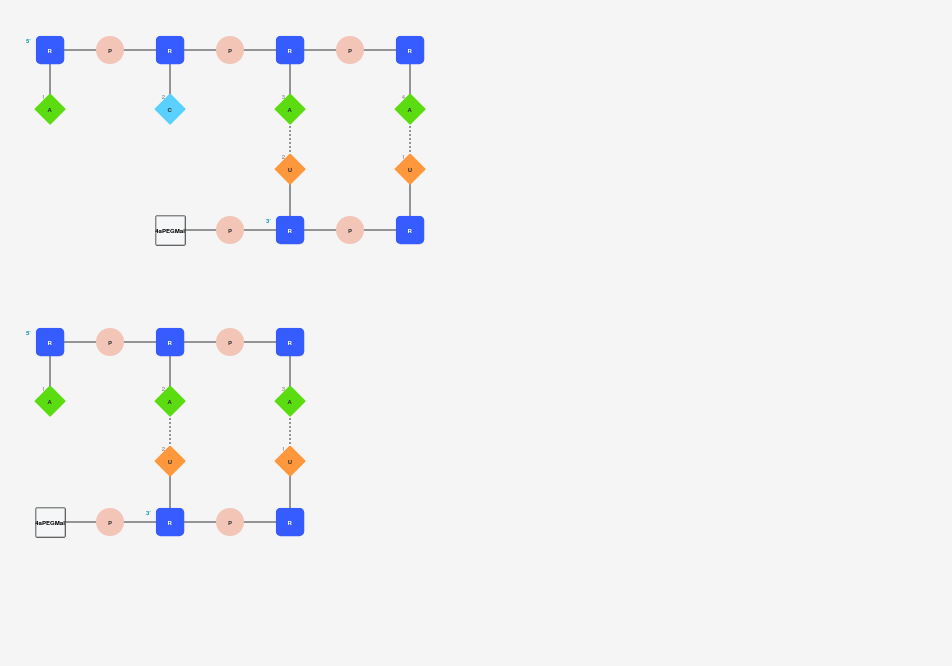 5' R P R P R P R
1 2 3 4
A C A A
2 1
U U
3'
4aPEGMal P R P R
5' R P R P R
1 2 3
A A A
2 1
U U
3'
4aPEGMal P R P R